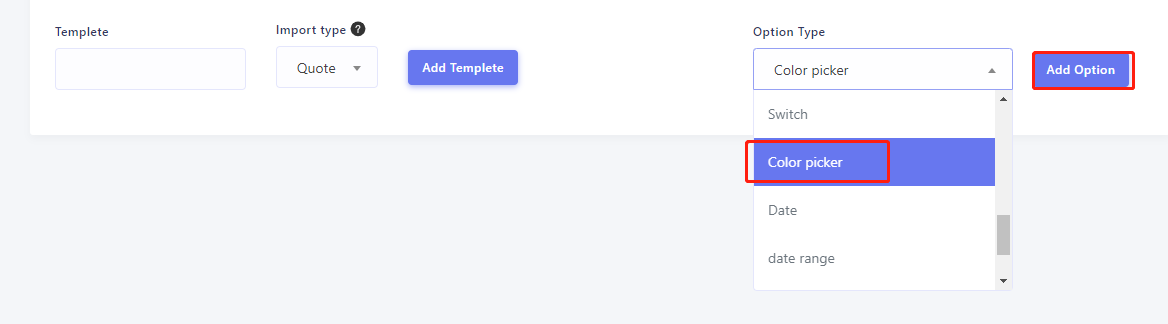 Templete
Import type ?
Option Type
Quote
Add Templete
Color picker
Add Option
Switch
Color picker
Date
date range